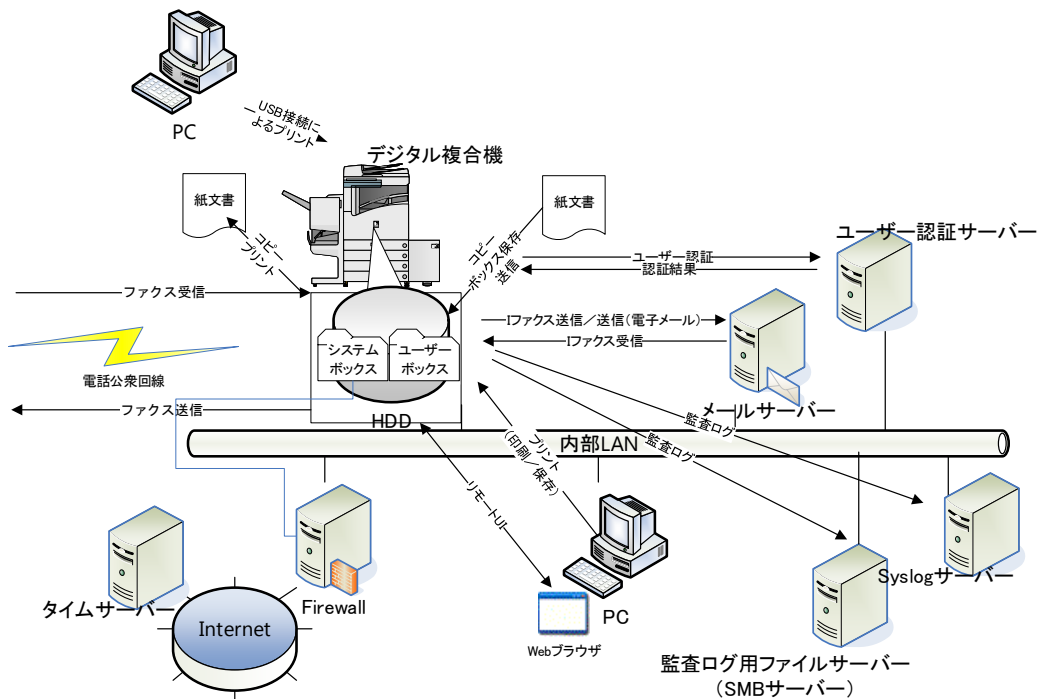 PC
USB接続に
よるプリント
デジタル複合機
紙文書
紙文書
コピー
プリント
コピー
ボックス保存
送信
ユーザー認証サーバー
ユーザー認証
認証結果
ファクス受信
Iファクス送信／送信(電子メール)
Iファクス受信
システム
ボックス
ユーザー
ボックス
電話公衆回線
ファクス送信
HDD
メールサーバー
監査ログ
監査ログ
内部LAN
プリント
(印刷／保存)
リモートUI
タイムサーバー
Firewall
Internet
PC
Webブラウザ
Syslogサーバー
監査ログ用ファイルサーバー
（SMBサーバー）